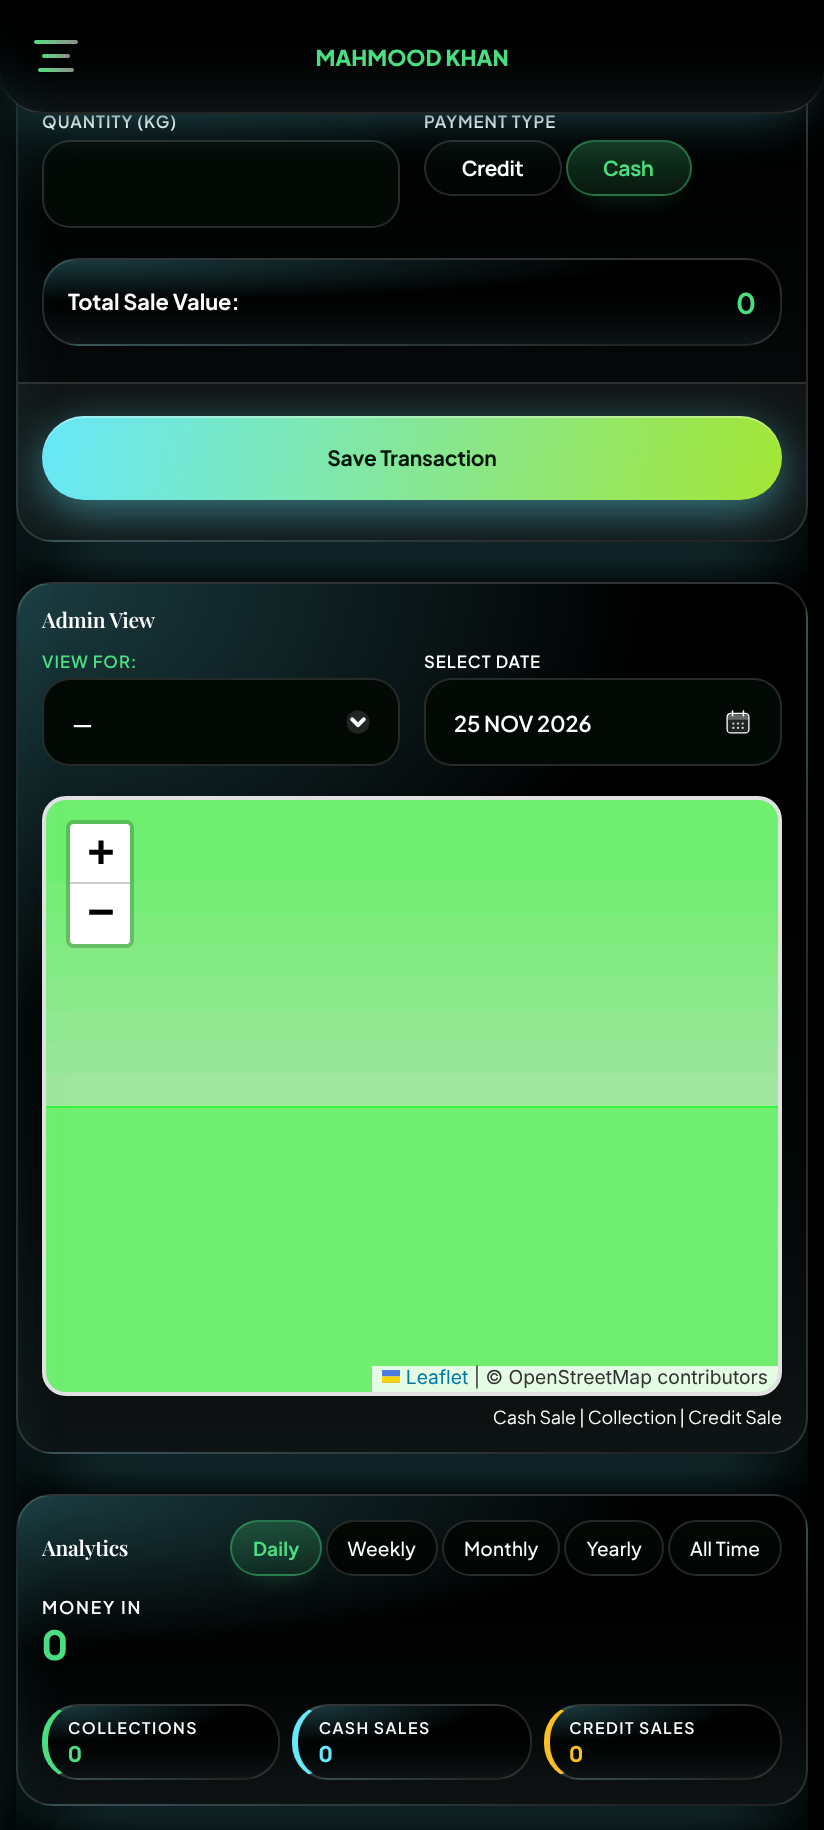 MAHMOOD KHAN
QUANTITY (KG)
PAYMENT TYPE
Credit
Cash
Total Sale Value:
0
Save Transaction
Admin View
VIEW FOR:
SELECT DATE
—
25 NOV 2026
+
−
Leaflet | © OpenStreetMap contributors
Cash Sale | Collection | Credit Sale
Analytics
Daily
Weekly
Monthly
Yearly
All Time
MONEY IN
0
COLLECTIONS
0
CASH SALES
0
CREDIT SALES
0